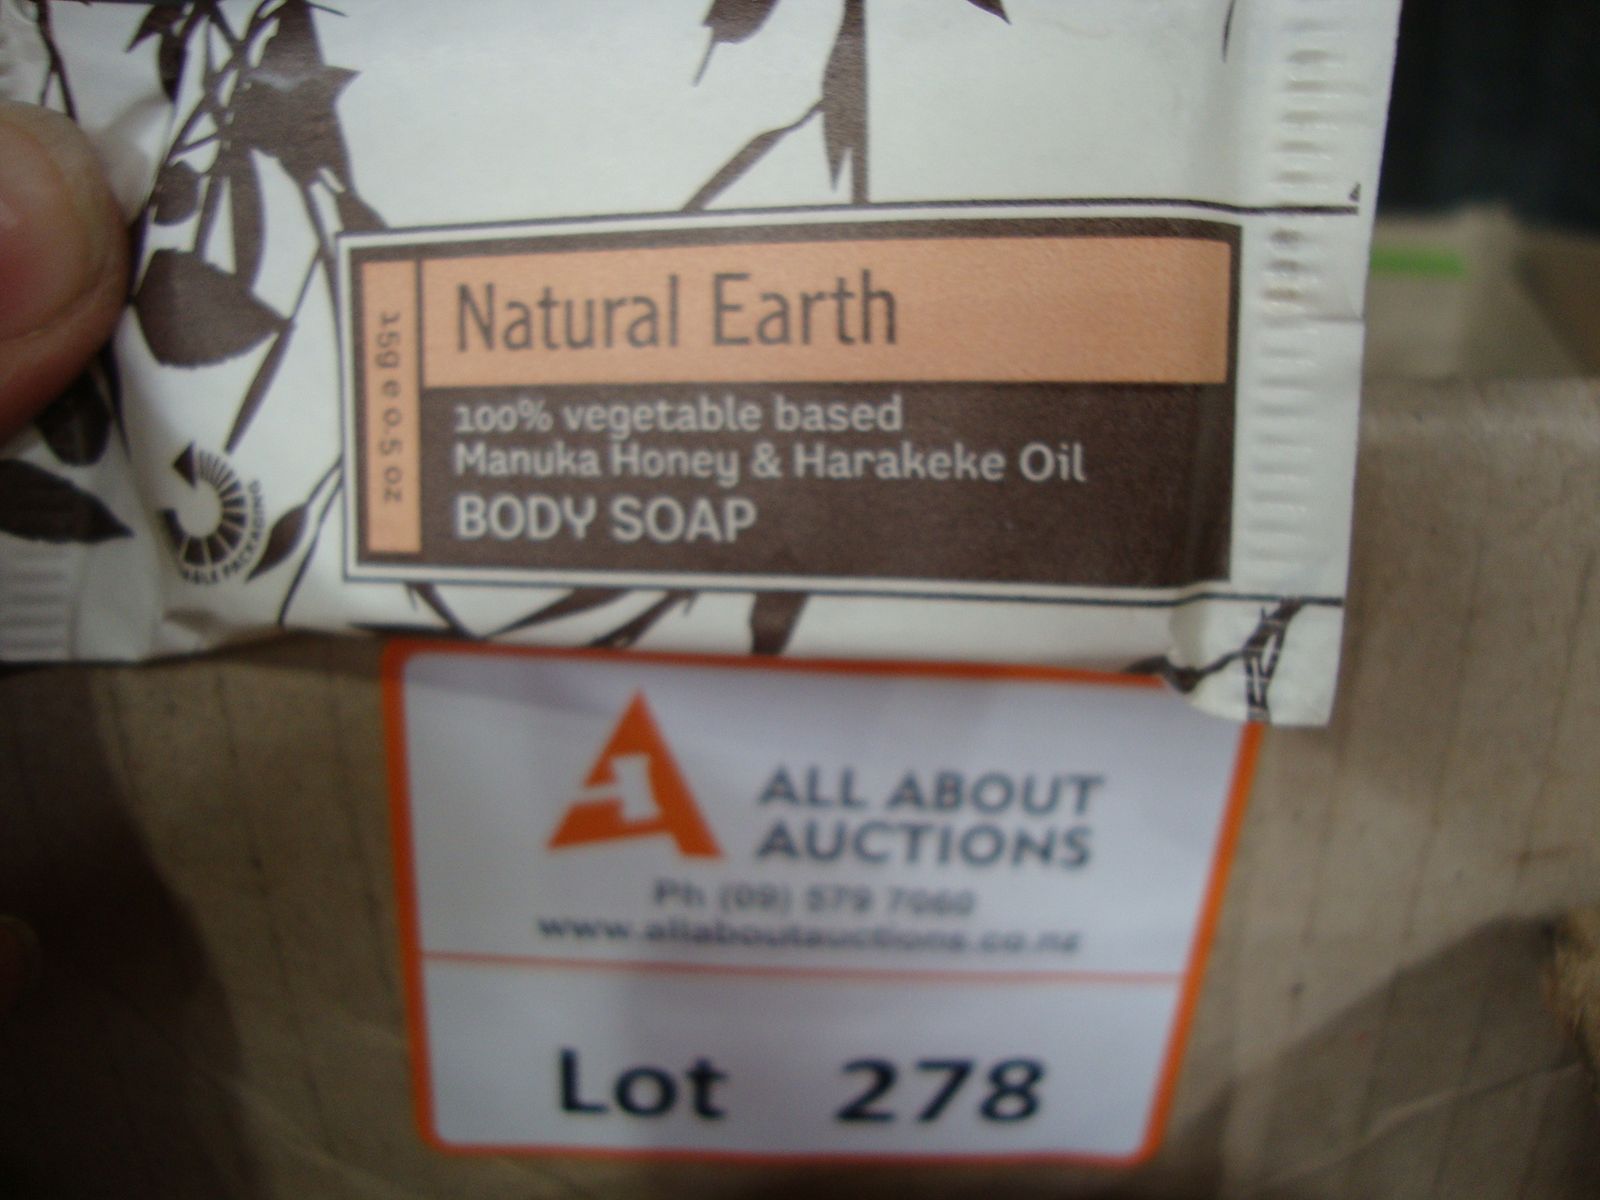 Natural Earth
15g e 0.5 oz
100% vegetable based
Manuka Honey & Harakeke Oil
BODY SOAP
PACKAGING
ALL ABOUT
AUCTIONS
Ph (09) 579 7060
www.allaboutauctions.co.nz
Lot 278